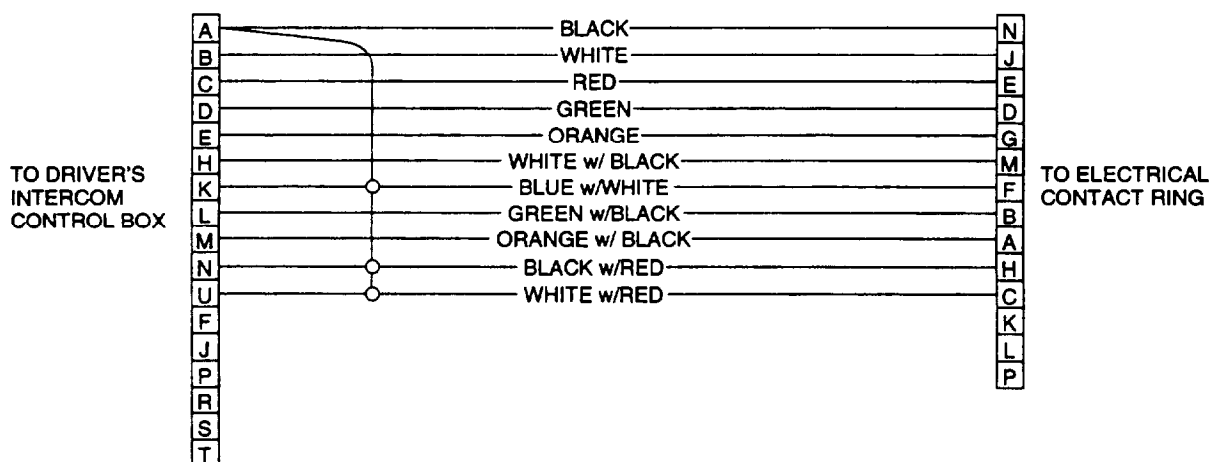 A BLACK N
B WHITE J
C RED E
D GREEN D
E ORANGE G
H WHITE w/ BLACK M
K BLUE w/WHITE F
L GREEN w/BLACK B
M ORANGE w/ BLACK A
N BLACK w/RED H
U WHITE w/RED C
F K
J L
P P
R
S
T
TO DRIVER'S
INTERCOM
CONTROL BOX
TO ELECTRICAL
CONTACT RING